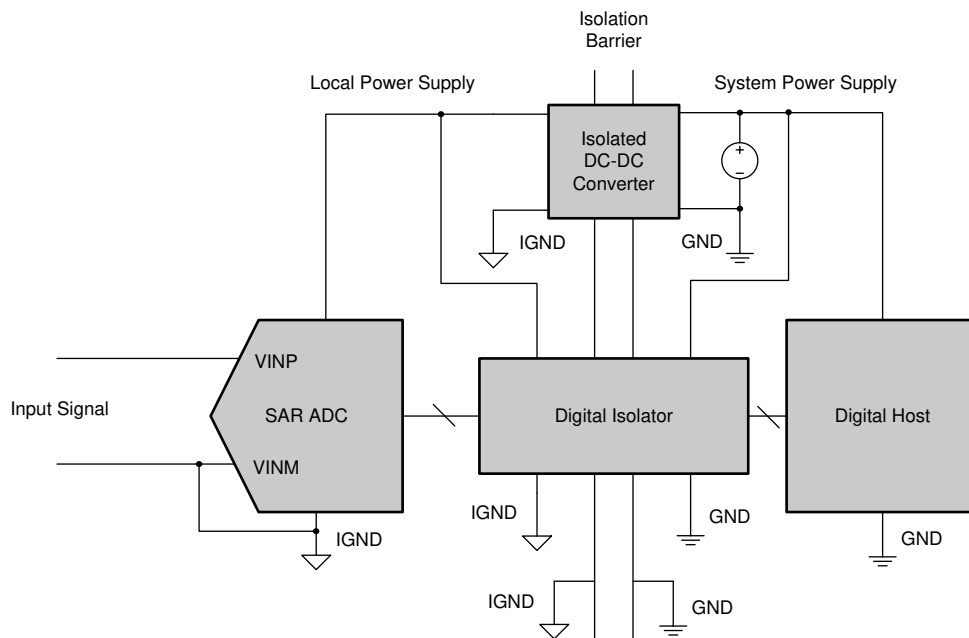 Isolation
Barrier
Local Power Supply
System Power Supply
Isolated
DC-DC
Converter
+
−
IGND
GND
VINP
Input Signal
SAR ADC
Digital Isolator
Digital Host
VINM
IGND
IGND
GND
GND
IGND
GND